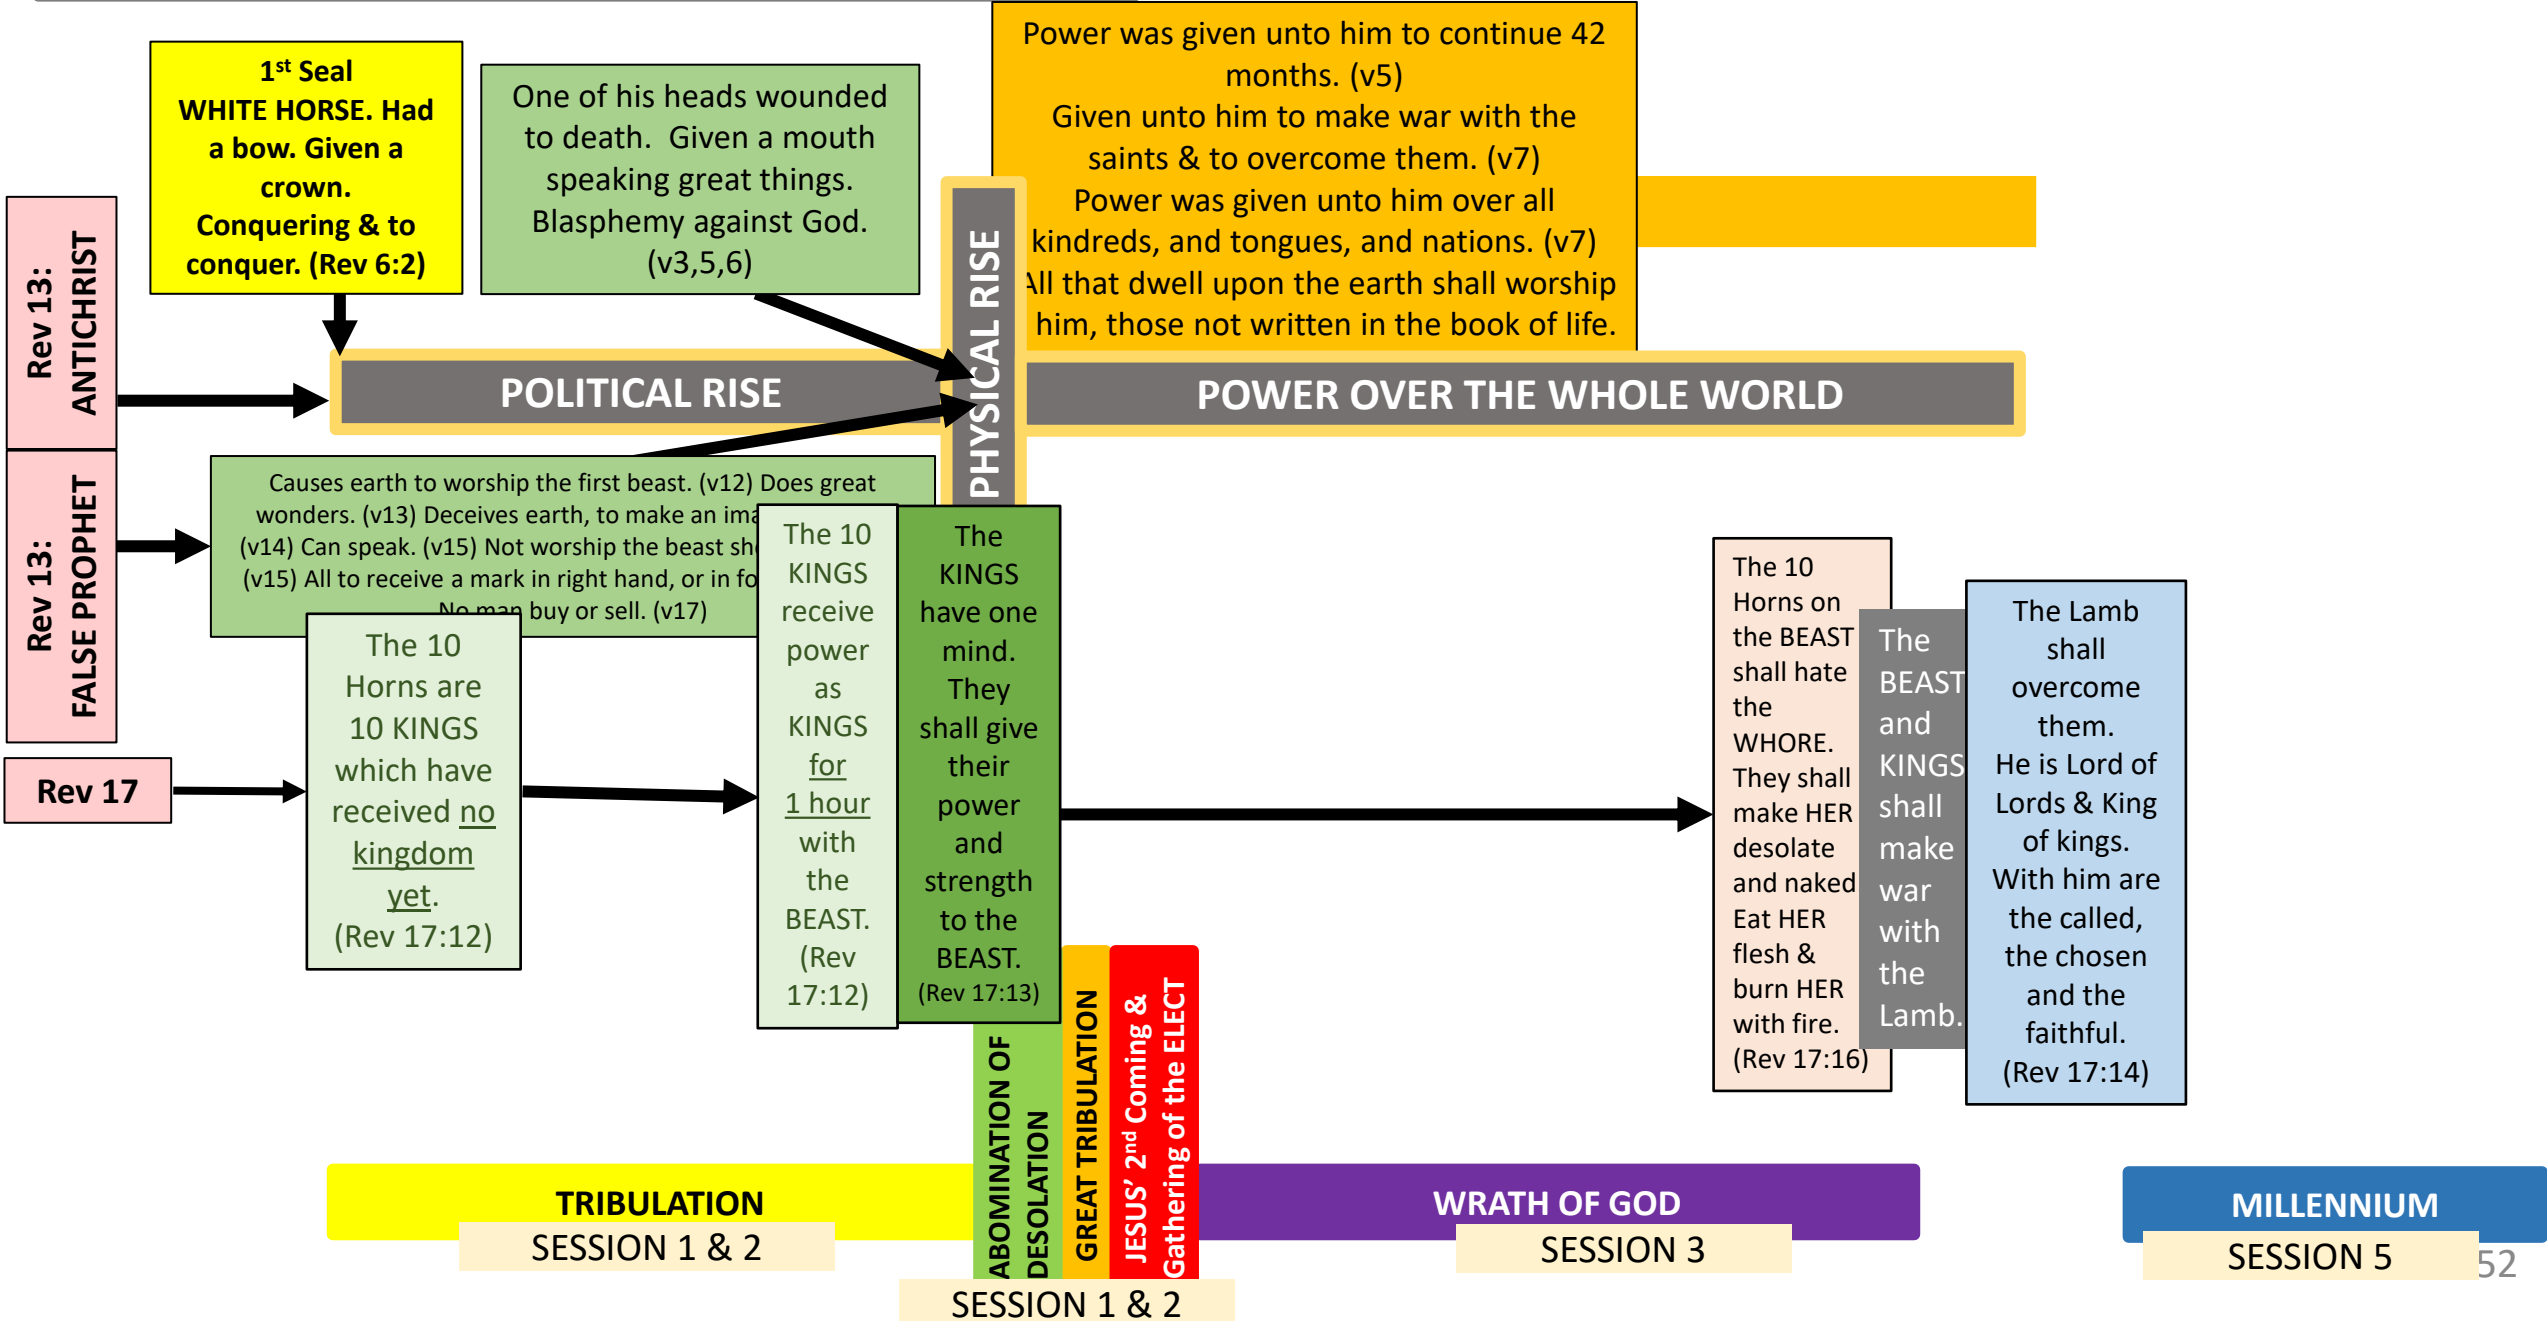 1st Seal
WHITE HORSE. Had
a bow. Given a
crown.
Conquering & to
conquer. (Rev 6:2)
One of his heads wounded
to death. Given a mouth
speaking great things.
Blasphemy against God.
(v3,5,6)
Power was given unto him to continue 42
months. (v5)
Given unto him to make war with the
saints & to overcome them. (v7)
Power was given unto him over all
kindreds, and tongues, and nations. (v7)
All that dwell upon the earth shall worship
him, those not written in the book of life.
Rev 13:
ANTICHRIST
POLITICAL RISE
PHYSICAL RISE
POWER OVER THE WHOLE WORLD
Rev 13:
FALSE PROPHET
Causes earth to worship the first beast. (v12) Does great
wonders. (v13) Deceives earth, to make an
(v14) Can speak. (v15) Not worship the beast
(v15) All to receive a mark in right hand, or in
No man buy or sell. (v17)
Rev 17
The 10
Horns are
10 KINGS
which have
received no
kingdom
yet.
(Rev 17:12)
The 10
KINGS
receive
power
as
KINGS
for
1 hour
with
the
BEAST.
(Rev
17:12)
The
KINGS
have one
mind.
They
shall give
their
power
and
strength
to the
BEAST.
(Rev 17:13)
The 10
Horns on
the BEAST
shall hate
the
WHORE.
They shall
make HER
desolate
and naked
Eat HER
flesh &
burn HER
with fire.
(Rev 17:16)
The
BEAST
and
KINGS
shall
make
war
with
the
Lamb.
The Lamb
shall
overcome
them.
He is Lord of
Lords & King
of kings.
With him are
the called,
the chosen
and the
faithful.
(Rev 17:14)
ABOMINATION OF
DESOLATION
GREAT TRIBULATION
JESUS' 2nd Coming &
Gathering of the ELECT
TRIBULATION
SESSION 1 & 2
SESSION 1 & 2
WRATH OF GOD
SESSION 3
MILLENNIUM
SESSION 5
52